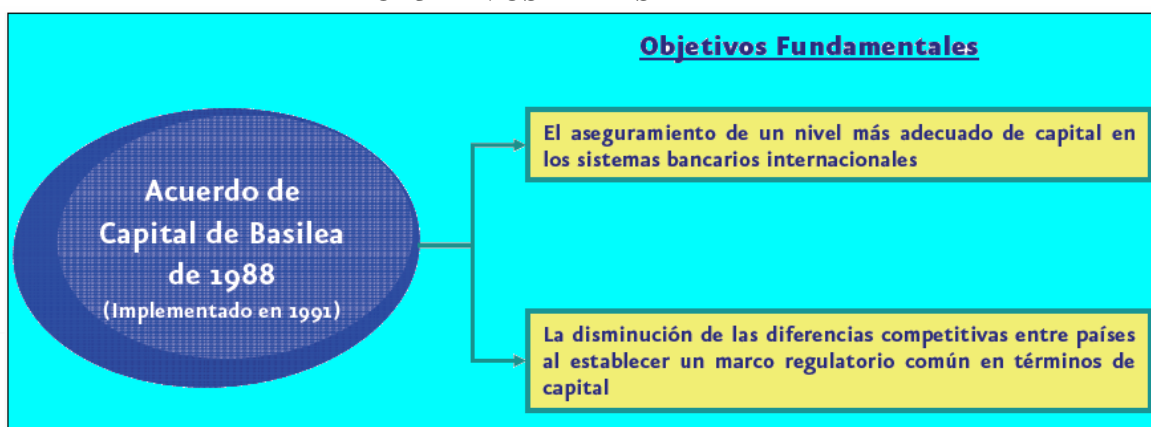 Objetivos Fundamentales
El aseguramiento de un nivel más adecuado de capital en
los sistemas bancarios internacionales
Acuerdo de
Capital de Basilea
de 1988
(Implementado en 1991)
La disminución de las diferencias competitivas entre países
al establecer un marco regulatorio común en términos de
capital